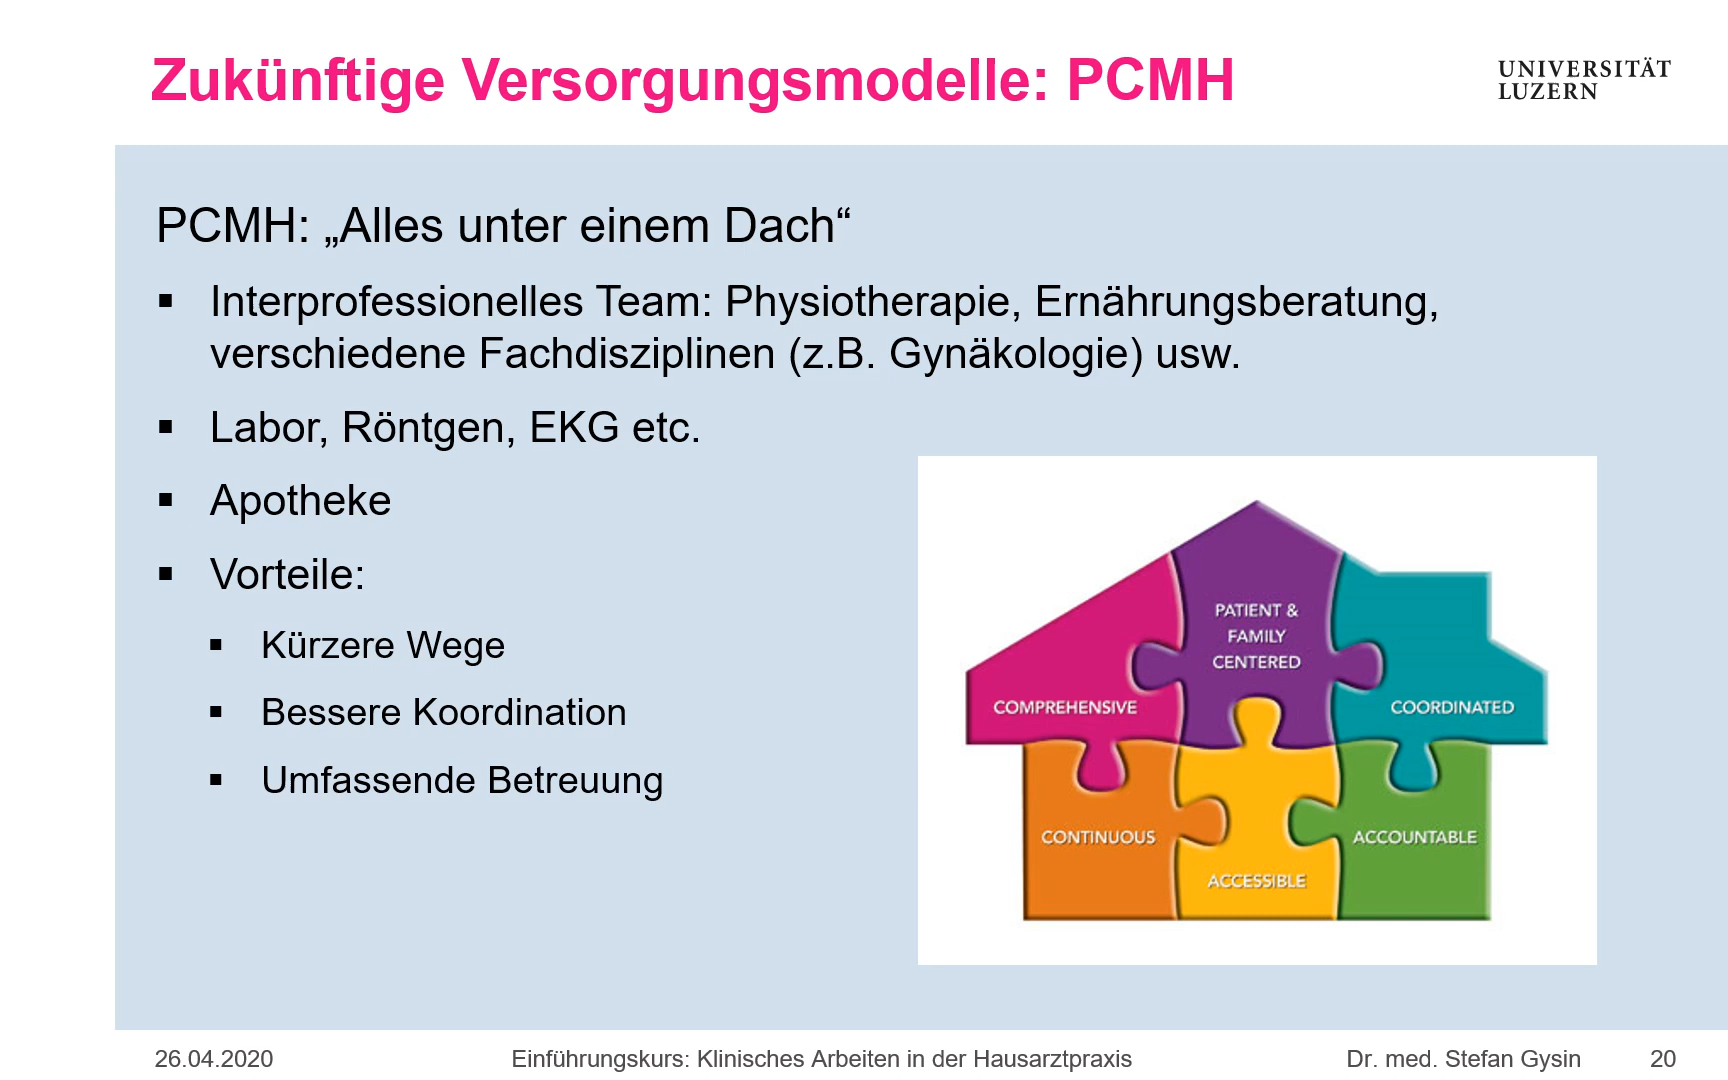 Zukünftige Versorgungsmodelle: PCMH
UNIVERSITÄT
LUZERN
PCMH: „Alles unter einem Dach“
▪ Interprofessionelles Team: Physiotherapie, Ernährungsberatung,
verschiedene Fachdisziplinen (z.B. Gynäkologie) usw.
▪ Labor, Röntgen, EKG etc.
▪ Apotheke
▪ Vorteile:
▪ Kürzere Wege
▪ Bessere Koordination
▪ Umfassende Betreuung
PATIENT &
FAMILY
CENTERED
COMPREHENSIVE
COORDINATED
CONTINUOUS
ACCESSIBLE
ACCOUNTABLE
26.04.2020
Einführungskurs: Klinisches Arbeiten in der Hausarztpraxis
Dr. med. Stefan Gysin
20